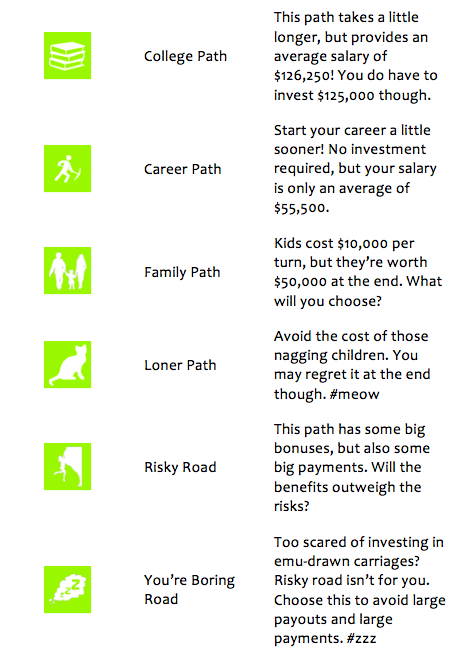 College Path
This path takes a little
longer, but provides an
average salary of
$126,250! You do have to
invest $125,000 though.
Career Path
Start your career a little
sooner! No investment
required, but your salary
is only an average of
$55,500.
Family Path
Kids cost $10,000 per
turn, but they're worth
$50,000 at the end. What
will you choose?
Loner Path
Avoid the cost of those
nagging children. You
may regret it at the end
though. #meow
Risky Road
This path has some big
bonuses, but also some
big payments. Will the
benefits outweigh the
risks?
You're Boring
Road
Too scared of investing in
emu-drawn carriages?
Risky road isn't for you.
Choose this to avoid large
payouts and large
payments. #zzz
zzz